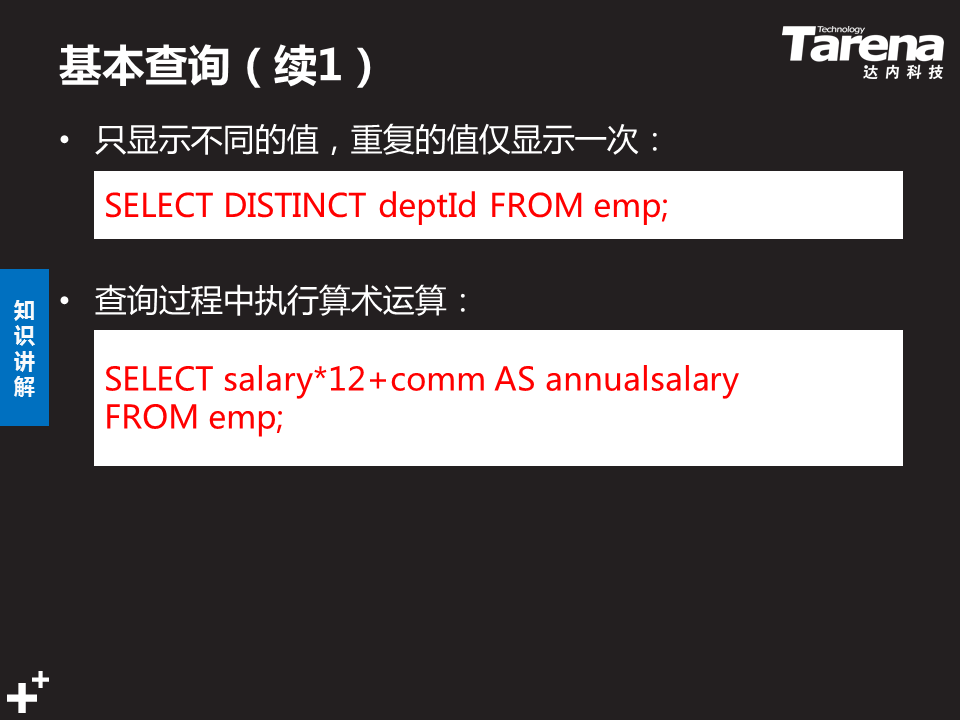 基本查询（续1）
Technology
Tarena
达内科技
• 只显示不同的值，重复的值仅显示一次：
SELECT DISTINCT deptId FROM emp;
知识讲解
• 查询过程中执行算术运算：
SELECT salary*12+comm AS annualsalary
FROM emp;